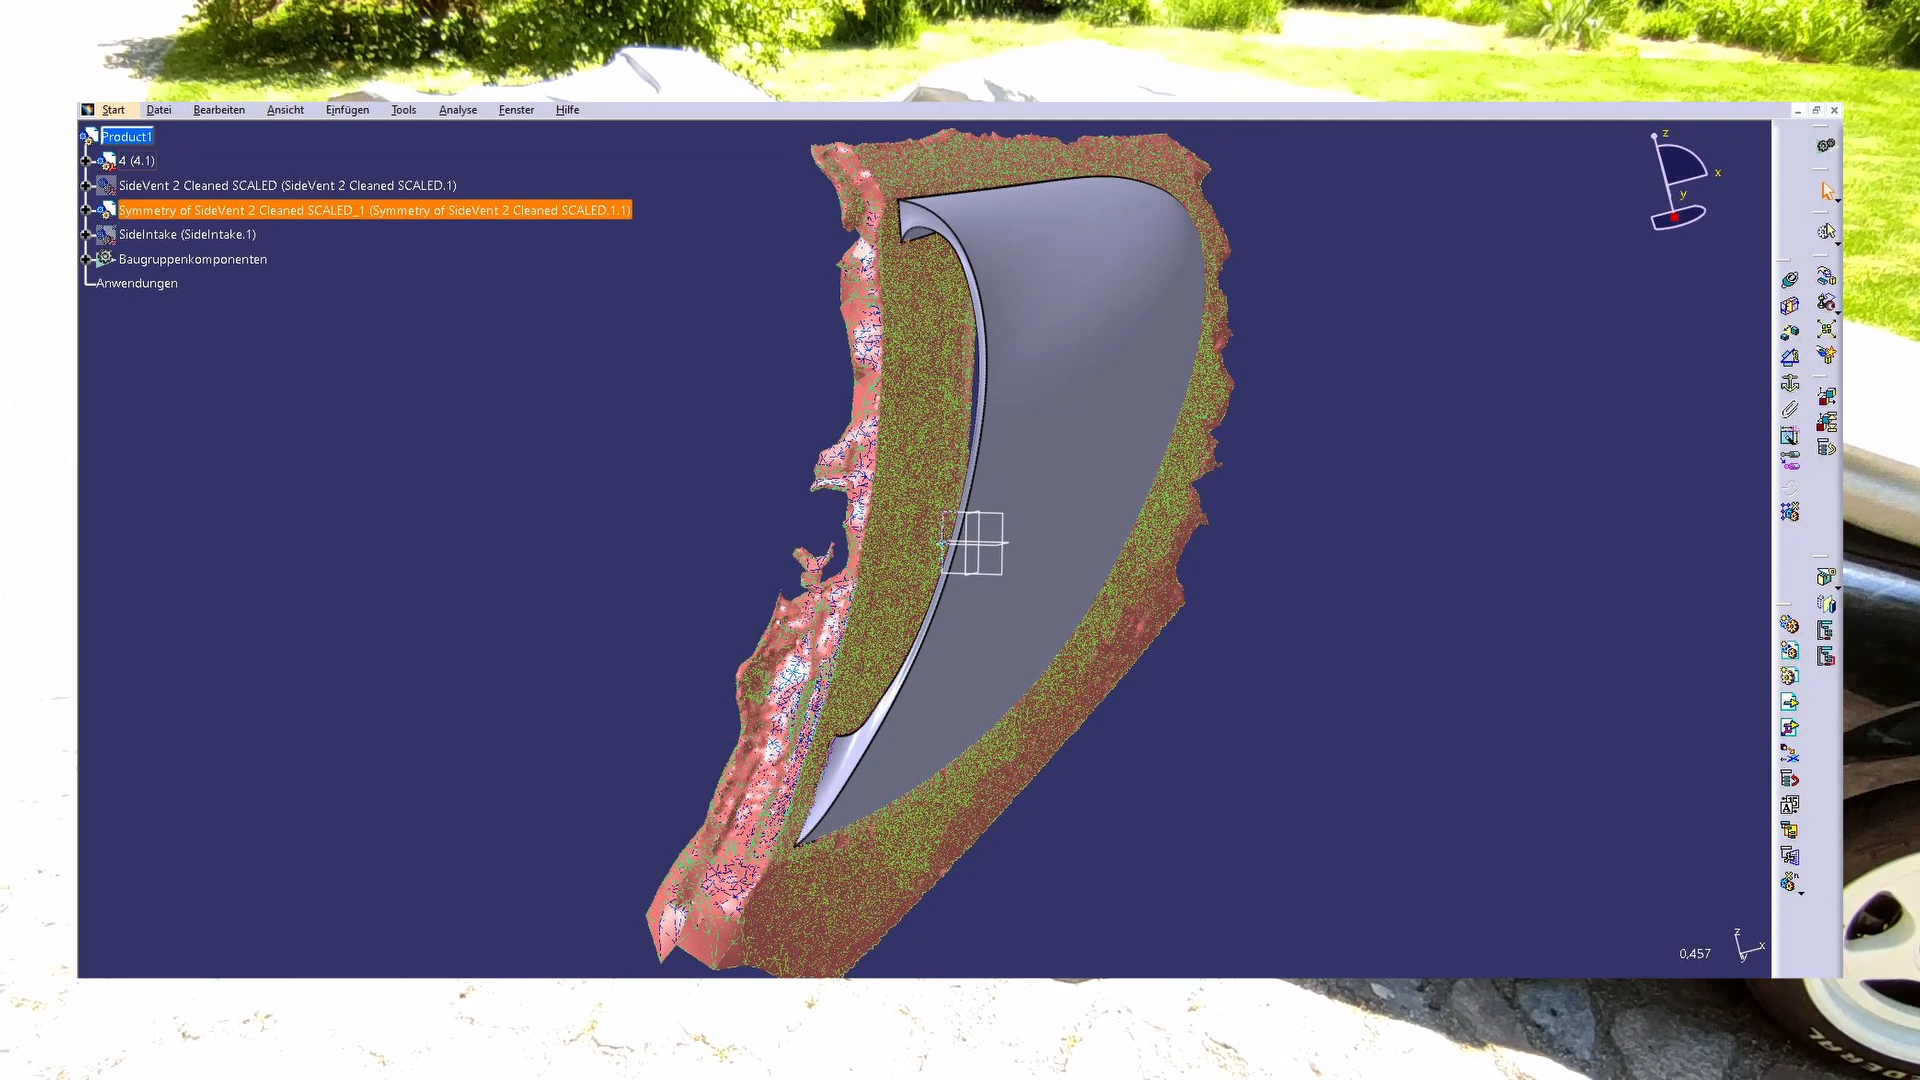 Start Datei Bearbeiten Ansicht Einfügen Tools Analyse Fenster Hilfe
Product1
4 (4.1)
SideVent 2 Cleaned SCALED (SideVent 2 Cleaned SCALED.1)
Symmetry of SideVent 2 Cleaned SCALED_1 (Symmetry of SideVent 2 Cleaned SCALED.1.1)
SideIntake (SideIntake.1)
Baugruppenkomponenten
Anwendungen
z
x
y
z
x
y
0,457